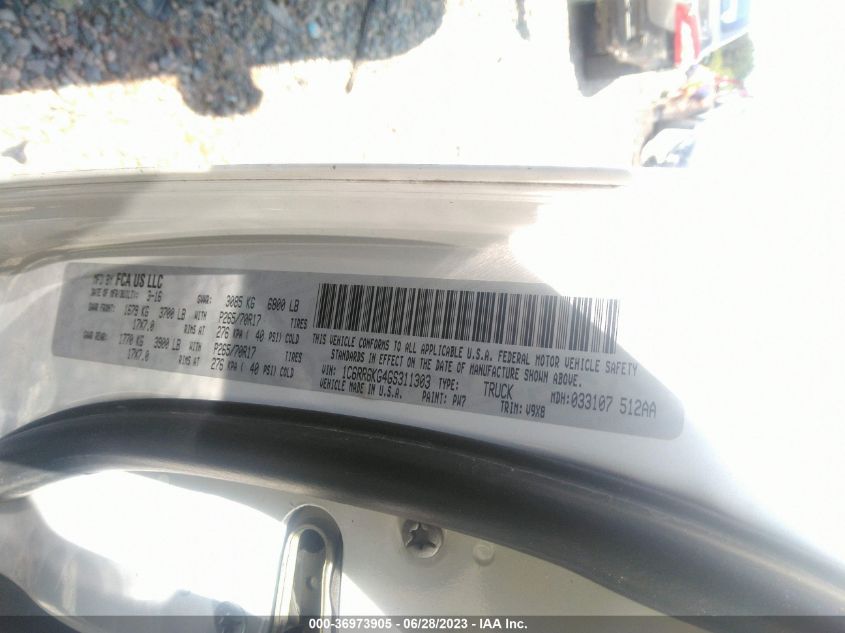 MFD BY FCA US LLC
DATE OF MFR/BUILT: 3-16 GVWR: 3085 KG 6800 LB
GAWR FRONT: 1679 KG 3700 LB WITH P265/70R17 TIRES
17X7.0 RIMS AT 276 KPA ( 40 PSI) COLD
GAWR REAR: 1770 KG 3900 LB WITH P265/70R17 TIRES
17X7.0 RIMS AT 276 KPA ( 40 PSI) COLD
THIS VEHICLE CONFORMS TO ALL APPLICABLE U.S.A. FEDERAL MOTOR VEHICLE SAFETY
STANDARDS IN EFFECT ON THE DATE OF MANUFACTURE SHOWN ABOVE.
VIN: 1C6RR6KG4GS311303 TYPE: TRUCK MDH: 033107 512AA
VEHICLE MADE IN U.S.A. PAINT: PW7 TRIM: V9X8
000-36973905 / 06/28/2023 - IAA Inc.